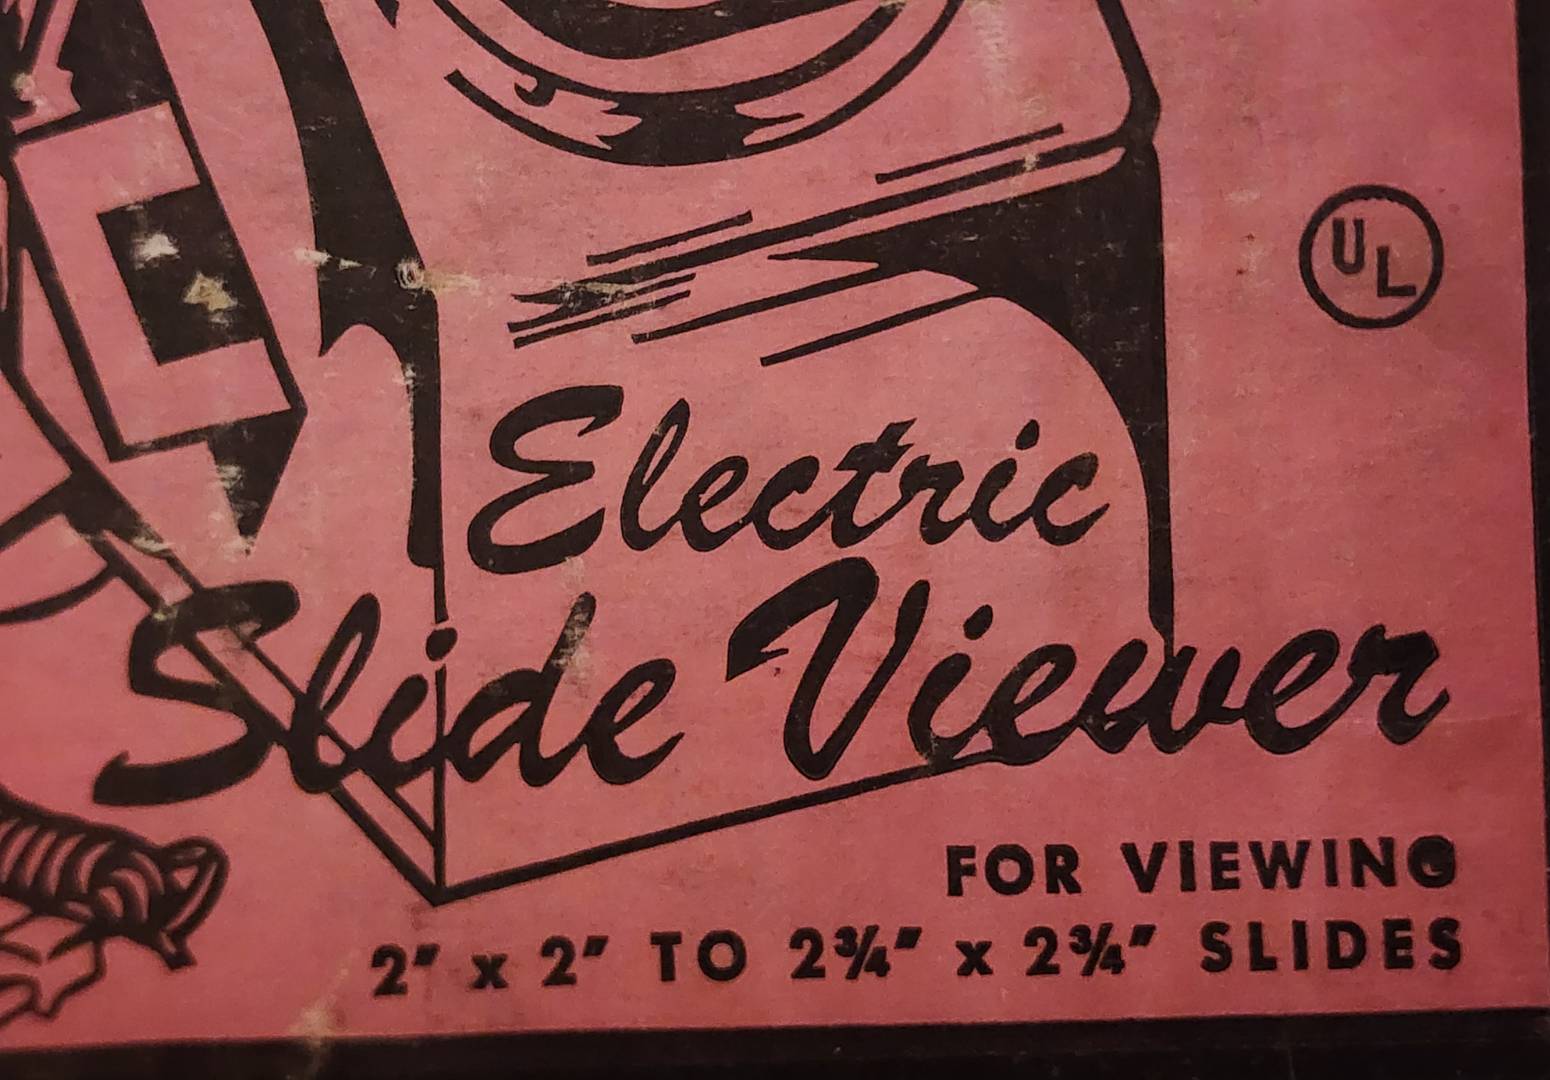 UL
Electric
Slide Viewer
FOR VIEWING
2" x 2" TO 2¾" x 2¾" SLIDES